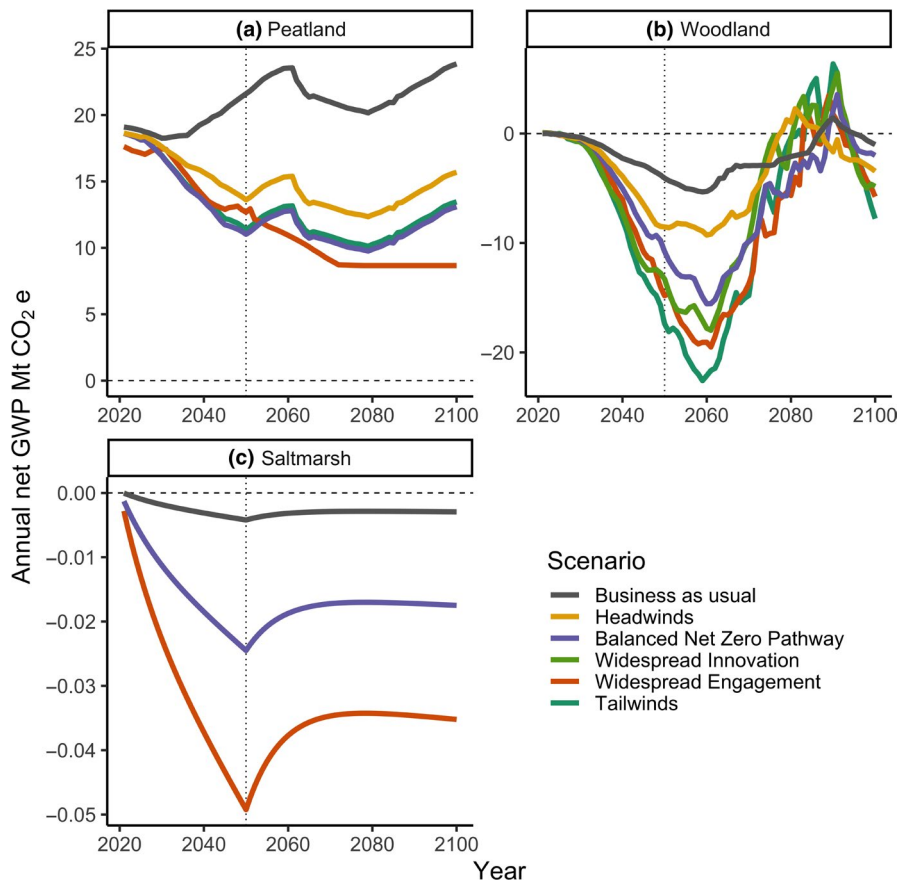 (a) Peatland
25
20
15
10
5
0
2020 2040 2060 2080 2100
(b) Woodland
0
−10
−20
2020 2040 2060 2080 2100
Annual net GWP Mt CO₂ e
(c) Saltmarsh
0.00
−0.01
−0.02
−0.03
−0.04
−0.05
2020 2040 2060 2080 2100
Year
Scenario
Business as usual
Headwinds
Balanced Net Zero Pathway
Widespread Innovation
Widespread Engagement
Tailwinds